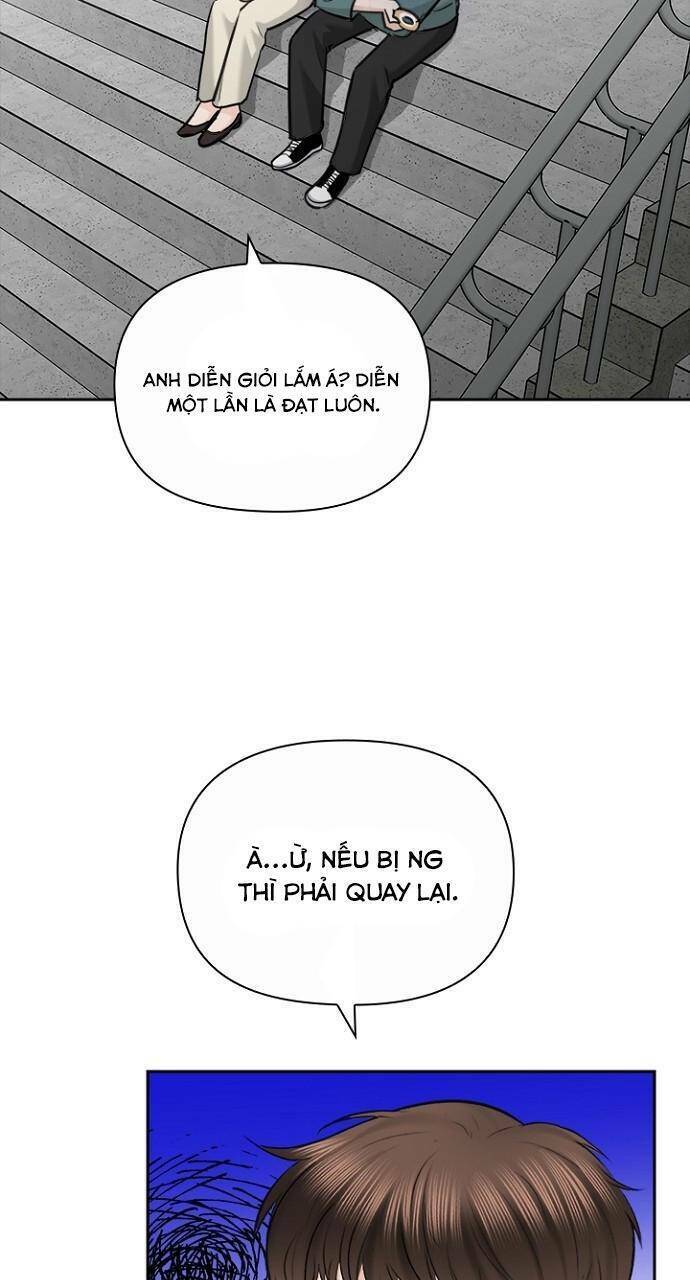 ANH DIỄN GIỎI LẮM Á? DIỄN
MỘT LẦN LÀ ĐẠT LUÔN.
À...Ừ, NẾU BỊ NG
THÌ PHẢI QUAY LẠI.